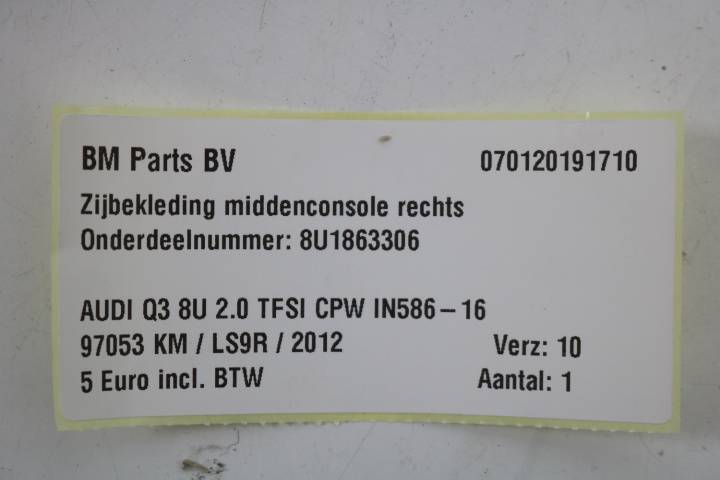 BM Parts BV 070120191710
Zijbekleding middenconsole rechts
Onderdeelnummer: 8U1863306
AUDI Q3 8U 2.0 TFSI CPW IN586-16
97053 KM / LS9R / 2012 Verz: 10
5 Euro incl. BTW Aantal: 1